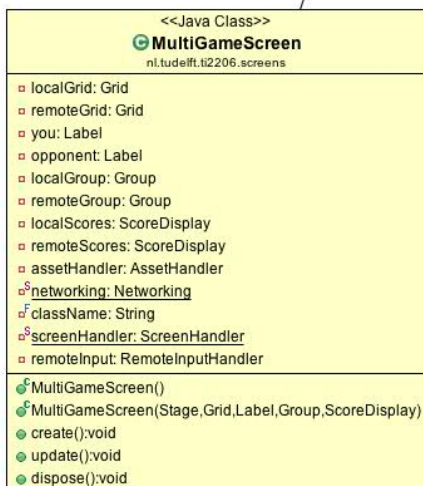 <<Java Class>>
MultiGameScreen
nl.tudelft.ti2206.screens
localGrid: Grid
remoteGrid: Grid
you: Label
opponent: Label
localGroup: Group
remoteGroup: Group
localScores: ScoreDisplay
remoteScores: ScoreDisplay
assetHandler: AssetHandler
networking: Networking
className: String
screenHandler: ScreenHandler
remoteInput: RemoteInputHandler
MultiGameScreen()
MultiGameScreen(Stage,Grid,Label,Group,ScoreDisplay)
create():void
update():void
dispose():void